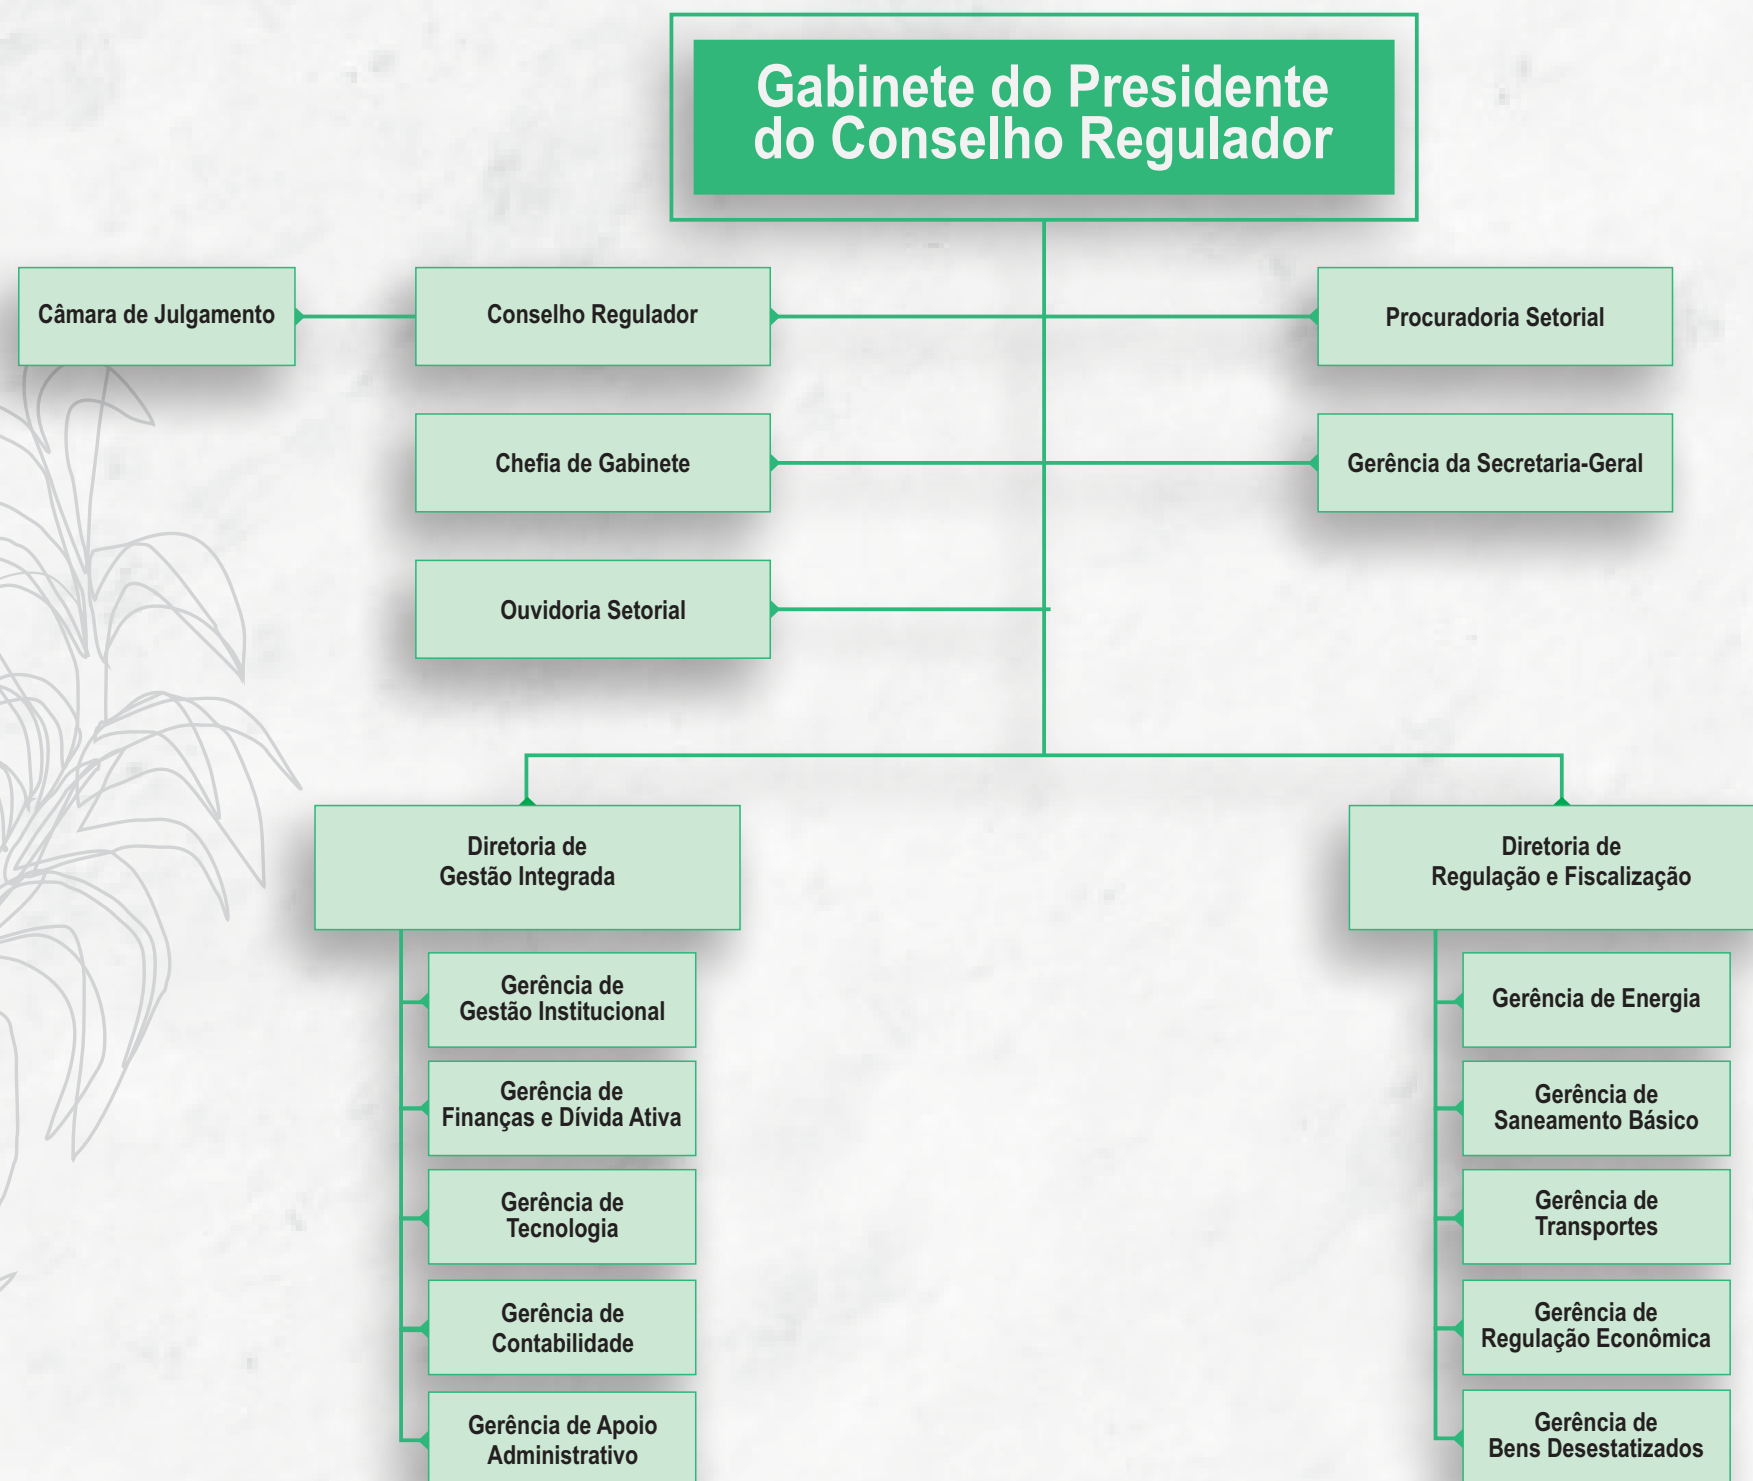 Gabinete do Presidente
do Conselho Regulador
Câmara de Julgamento
Conselho Regulador
Procuradoria Setorial
Chefia de Gabinete
Gerência da Secretaria-Geral
Ouvidoria Setorial
Diretoria de
Gestão Integrada
Gerência de
Gestão Institucional
Gerência de
Finanças e Dívida Ativa
Gerência de
Tecnologia
Gerência de
Contabilidade
Gerência de Apoio
Administrativo
Diretoria de
Regulação e Fiscalização
Gerência de Energia
Gerência de
Saneamento Básico
Gerência de
Transportes
Gerência de
Regulação Econômica
Gerência de
Bens Desestatizados